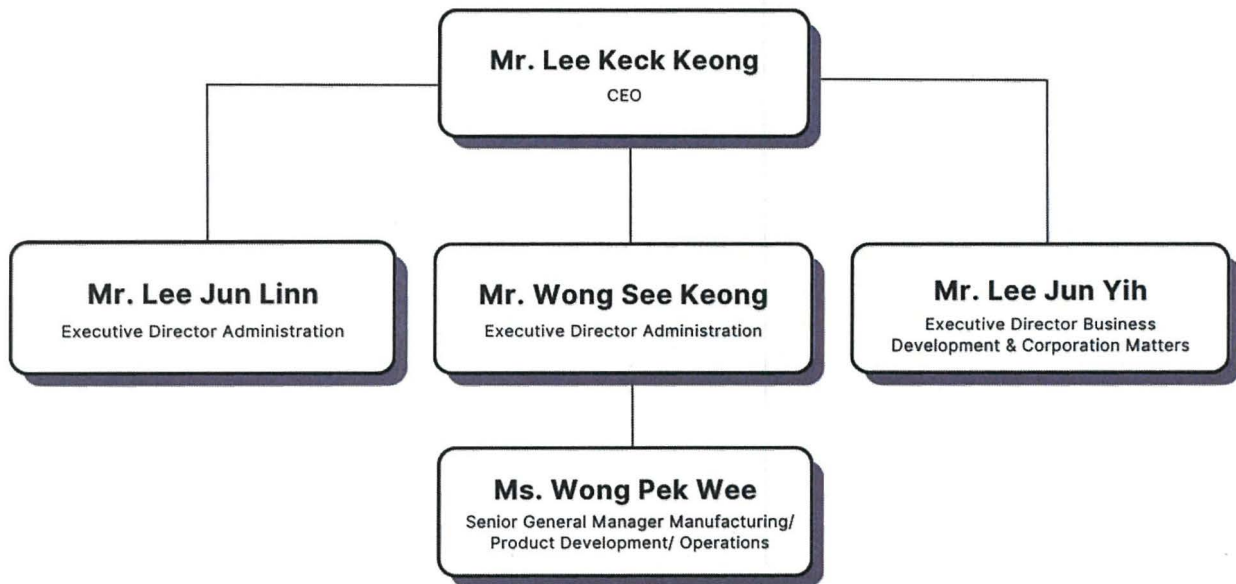 Mr. Lee Keck Keong
CEO
Mr. Lee Jun Linn
Executive Director Administration
Mr. Wong See Keong
Executive Director Administration
Mr. Lee Jun Yih
Executive Director Business
Development & Corporation Matters
Ms. Wong Pek Wee
Senior General Manager Manufacturing/
Product Development/ Operations